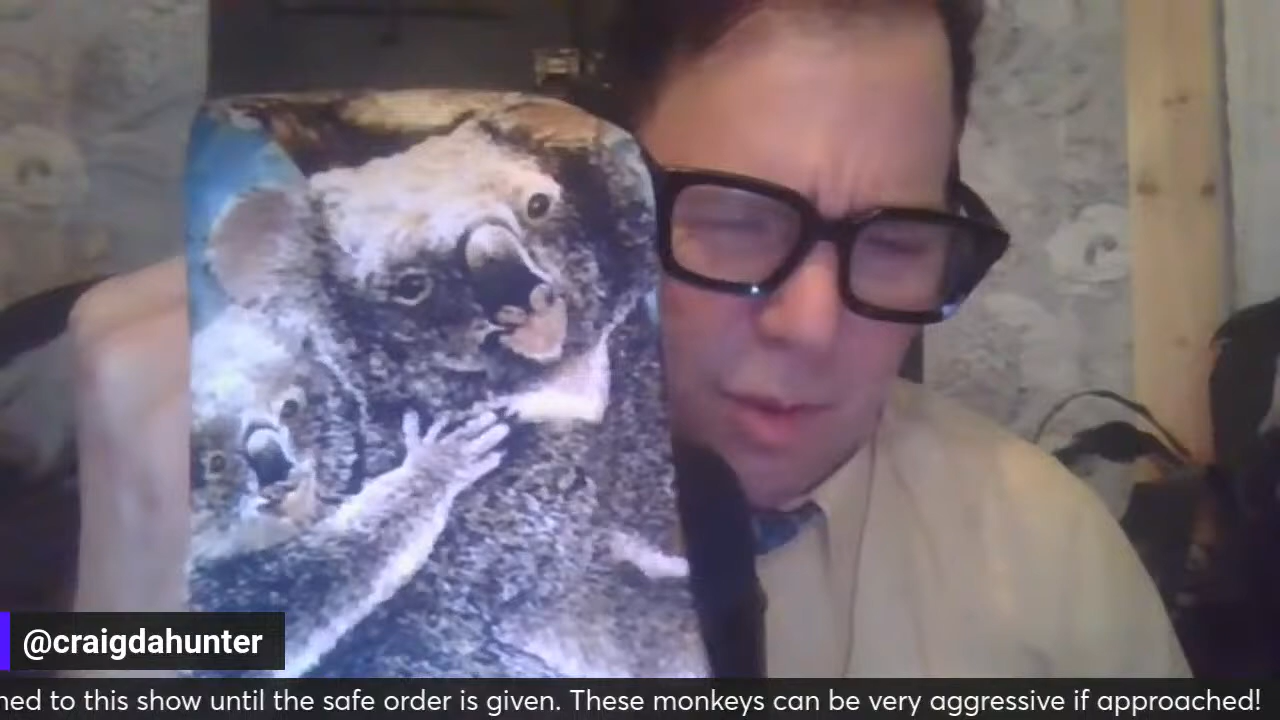 @craigdahunter
ned to this show until the safe order is given. These monkeys can be very aggressive if approached!